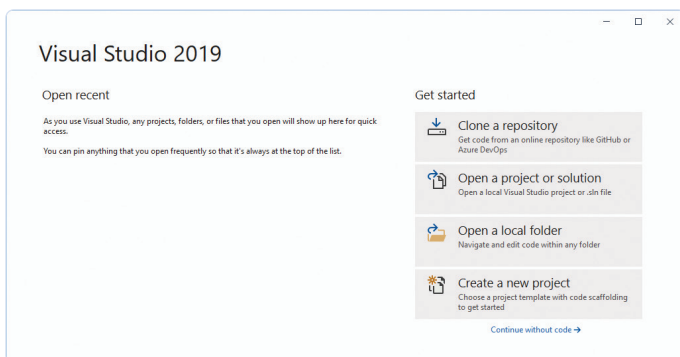 Visual Studio 2019
Open recent
As you use Visual Studio, any projects, folders, or files that you open will show up here for quick
access.
You can pin anything that you open frequently so that it's always at the top of the list.
Get started
Clone a repository
Get code from an online repository like GitHub or
Azure DevOps
Open a project or solution
Open a local Visual Studio project or .sln file
Open a local folder
Navigate and edit code within any folder
Create a new project
Choose a project template with code scaffolding
to get started
Continue without code →